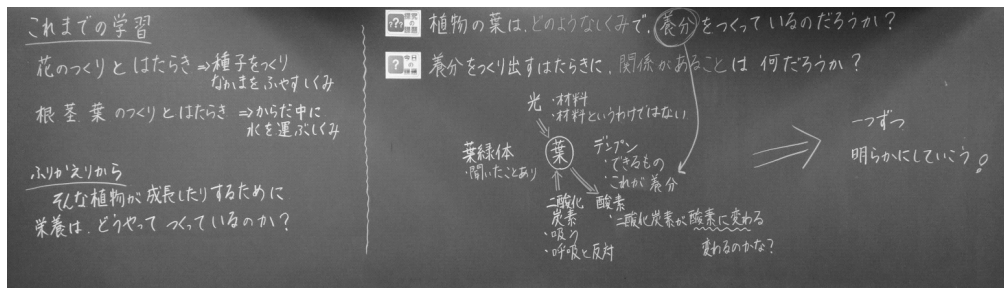 これまでの学習
花のつくりとはたらき ⇒種子をつくり
なかまをふやすしくみ
根 茎 葉のつくりとはたらき ⇒からだ中に
水を運ぶしくみ
ふりかえりから
そんな植物が成長したりするために
栄養は、どうやってつくっているのか?
??? 探究の課題 植物の葉は、どのようなしくみで、養分をつくっているのだろうか?
? 今日の課題 養分をつくり出すはたらきに、関係があることは何だろうか?
光 ・材料
・材料というわけではない
葉緑体
・聞いたことあり
葉
デンプン
・できるもの
・これが養分
二酸化
炭素
・吸う
・呼吸と反対
酸素
・二酸化炭素が酸素に変わる
変わるのかな?
一つずつ
明らかにしていこう。